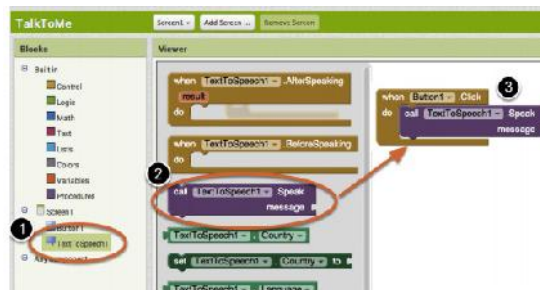 TalkToMe
Screen1 Add Screen ... Remove Screen
Blocks
Viewer
Built-in
Control
Logic
Math
Text
Lists
Colors
Variables
Procedures
Screen1
Button1
TextToSpeech1
1
when TextToSpeech1 .AfterSpeaking
result
do
when TextToSpeech1 .BeforeSpeaking
do
2
call TextToSpeech1 .Speak
message
TextToSpeech1 . Country
set TextToSpeech1 . Country to
TextToSpeech1 . Language
3
when Button1 .Click
do call TextToSpeech1 .Speak
message